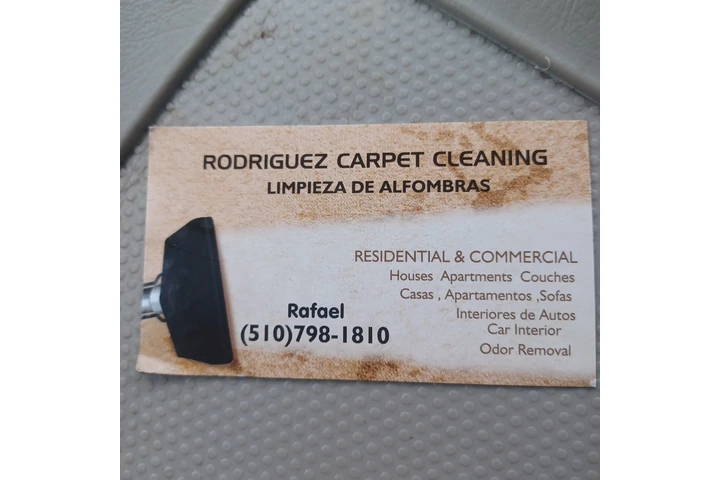 RODRIGUEZ CARPET CLEANING
LIMPIEZA DE ALFOMBRAS
RESIDENTIAL & COMMERCIAL
Houses Apartments Couches
Casas , Apartamentos ,Sofas
Interiores de Autos
Car Interior
Odor Removal
Rafael
(510)798-1810